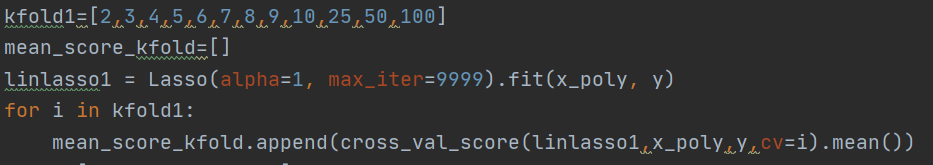 kfold1=[2,3,4,5,6,7,8,9,10,25,50,100]
mean_score_kfold=[]
linlasso1 = Lasso(alpha=1, max_iter=9999).fit(x_poly, y)
for i in kfold1:
    mean_score_kfold.append(cross_val_score(linlasso1,x_poly,y,cv=i).mean())